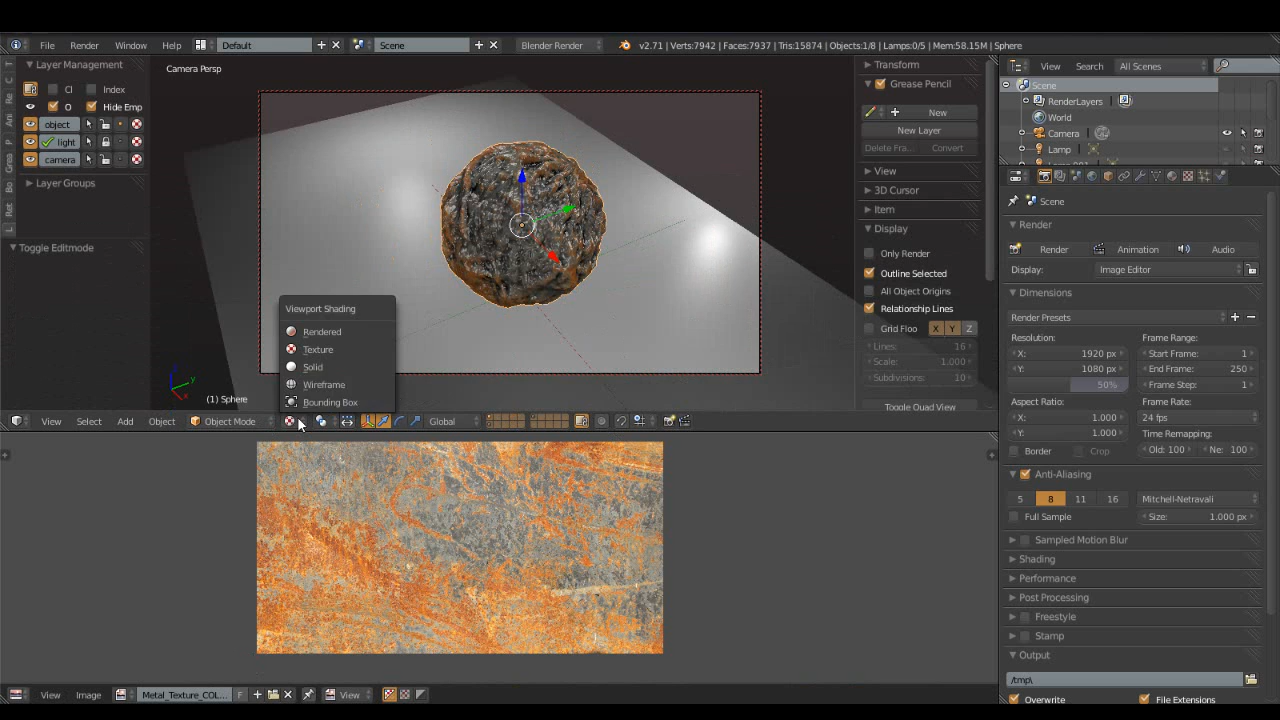 File Render Window Help Default Scene Blender Render v2.71 | Verts:7942 | Faces:7937 | Tris:15874 | Objects:1/8 | Lamps:0/5 | Mem:58.15M | Sphere
Layer Management
Cl Index
O Hide Emp
object
light
camera
Layer Groups
Toggle Editmode
T
C
Re
Ani
P
Grea
Bo
Ret
L
Camera Persp
Viewport Shading
Rendered
Texture
Solid
Wireframe
Bounding Box
(1) Sphere
View Select Add Object Object Mode Global
Transform
Grease Pencil
New
New Layer
Delete Fra... Convert
View
3D Cursor
Item
Display
Only Render
Outline Selected
All Object Origins
Relationship Lines
Grid Floo X Y Z
Lines: 16
Scale: 1.000
Subdivisions: 10
Toggle Quad View
View Image Metal_Texture_COL... F View
View Search All Scenes
Scene
RenderLayers
World
Camera
Lamp
Scene
Render
Render Animation Audio
Display: Image Editor
Dimensions
Render Presets
Resolution: Frame Range:
X: 1920 px Start Frame: 1
Y: 1080 px End Frame: 250
50% Frame Step: 1
Aspect Ratio: Frame Rate:
X: 1.000 24 fps
Y: 1.000 Time Remapping:
Border Crop Old: 100 Ne: 100
Anti-Aliasing
5 8 11 16 Mitchell-Netravali
Full Sample Size: 1.000 px
Sampled Motion Blur
Shading
Performance
Post Processing
Freestyle
Stamp
Output
/tmp\
Overwrite File Extensions